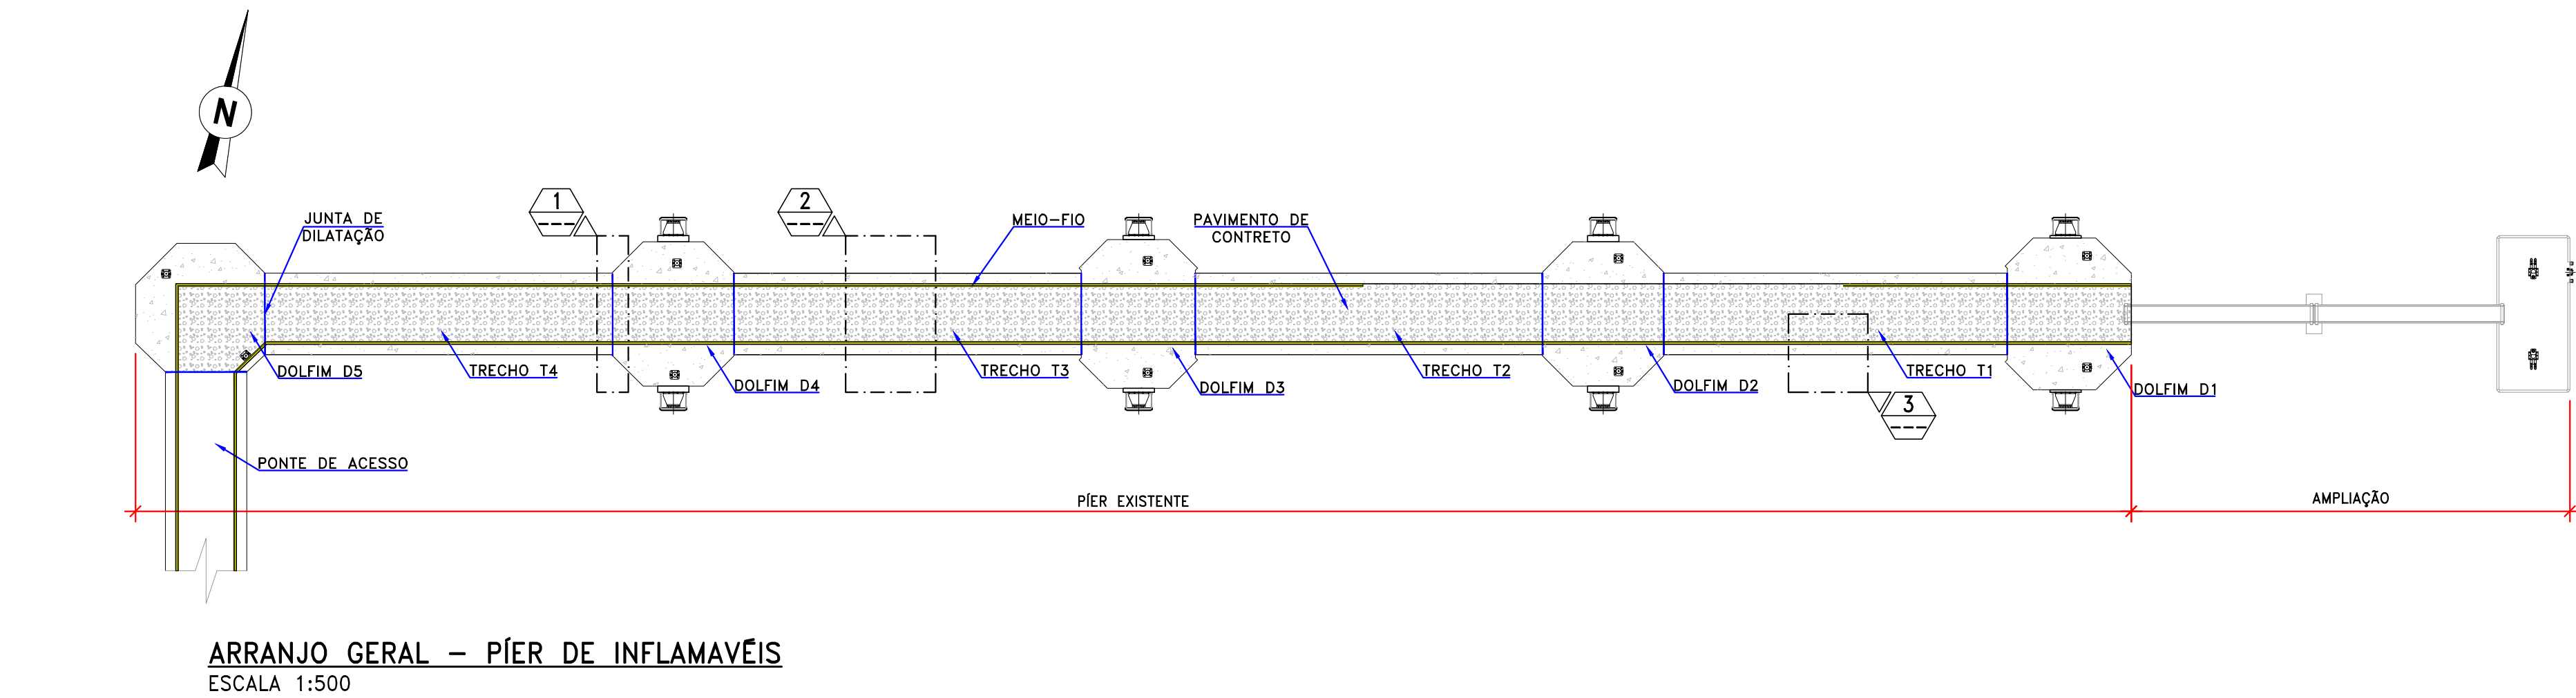 N
1
2
JUNTA DE
DILATAÇÃO
MEIO-FIO
PAVIMENTO DE
CONTRETO
DOLFIM D5
TRECHO T4
DOLFIM D4
TRECHO T3
DOLFIM D3
TRECHO T2
DOLFIM D2
TRECHO T1
DOLFIM D1
3
PONTE DE ACESSO
PÍER EXISTENTE
AMPLIAÇÃO
ARRANJO GERAL – PÍER DE INFLAMAVÉIS
ESCALA 1:500